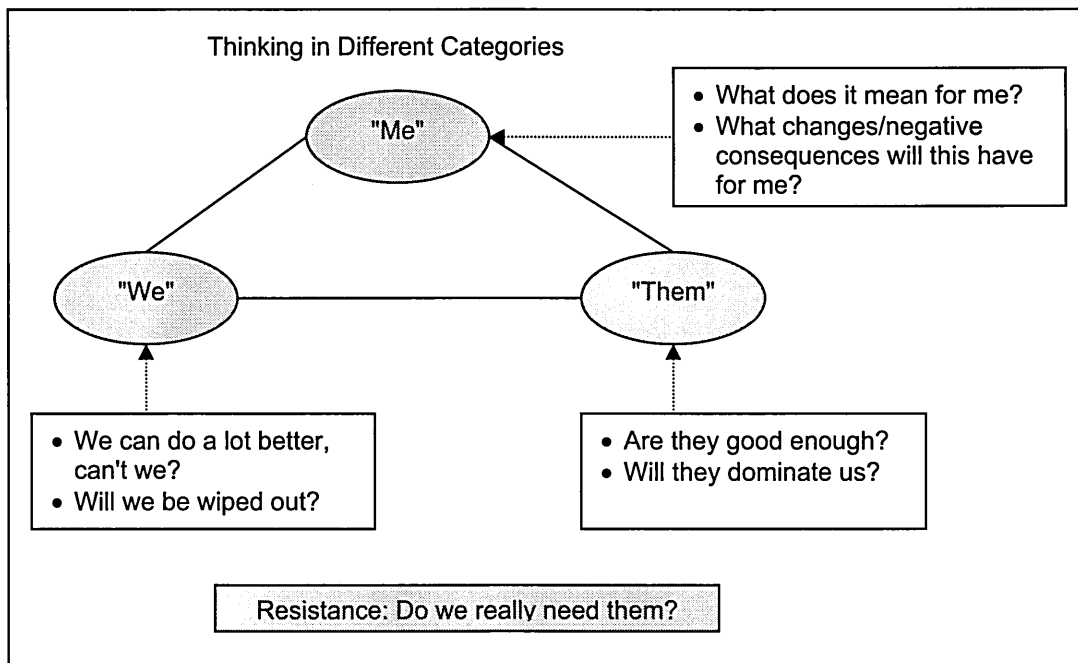 Thinking in Different Categories
"Me"
• What does it mean for me?
• What changes/negative
consequences will this have
for me?
"We"
"Them"
• We can do a lot better,
can't we?
• Will we be wiped out?
• Are they good enough?
• Will they dominate us?
Resistance: Do we really need them?